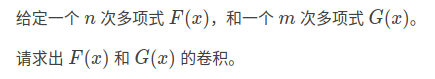 给定一个 n 次多项式 F(x)，和一个 m 次多项式 G(x)。
请求出 F(x) 和 G(x) 的卷积。